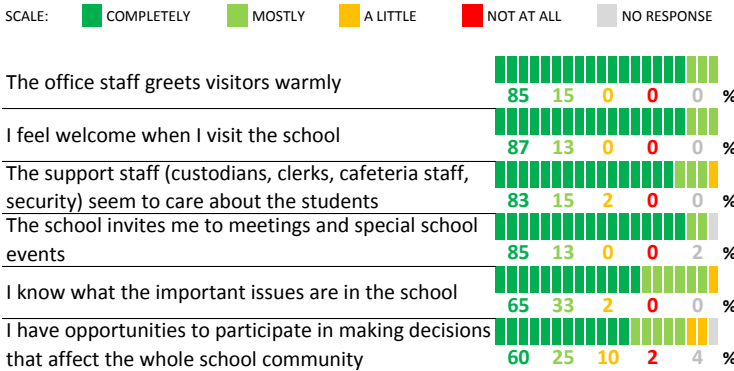 SCALE: COMPLETELY MOSTLY A LITTLE NOT AT ALL NO RESPONSE
The office staff greets visitors warmly
85 15 0 0 0 %
I feel welcome when I visit the school
87 13 0 0 0 %
The support staff (custodians, clerks, cafeteria staff,
security) seem to care about the students
83 15 2 0 0 %
The school invites me to meetings and special school
events
85 13 0 0 2 %
I know what the important issues are in the school
65 33 2 0 0 %
I have opportunities to participate in making decisions
that affect the whole school community
60 25 10 2 4 %